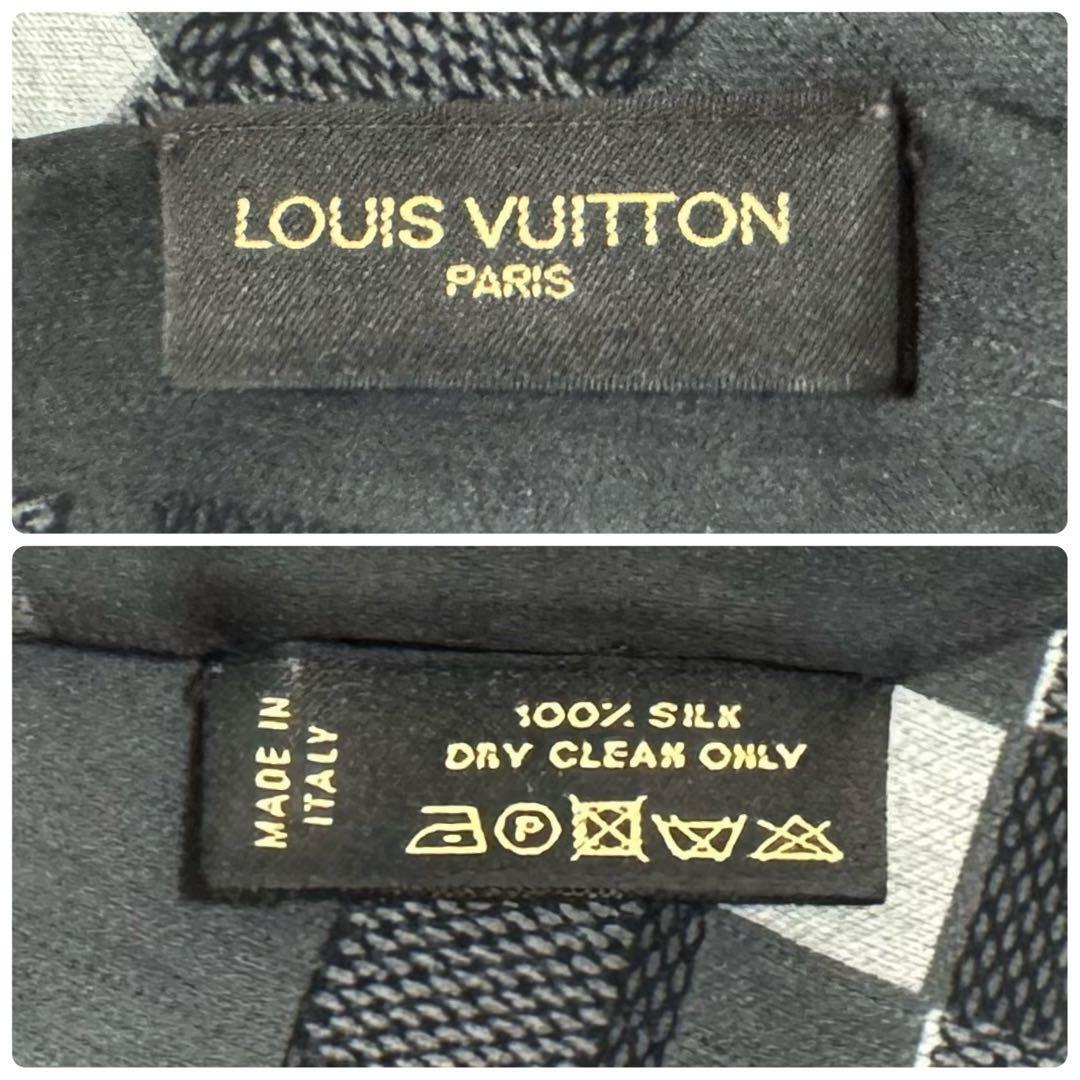 LOUIS VUITTON
PARIS
MADE IN
ITALY
100% SILK
DRY CLEAN ONLY
P